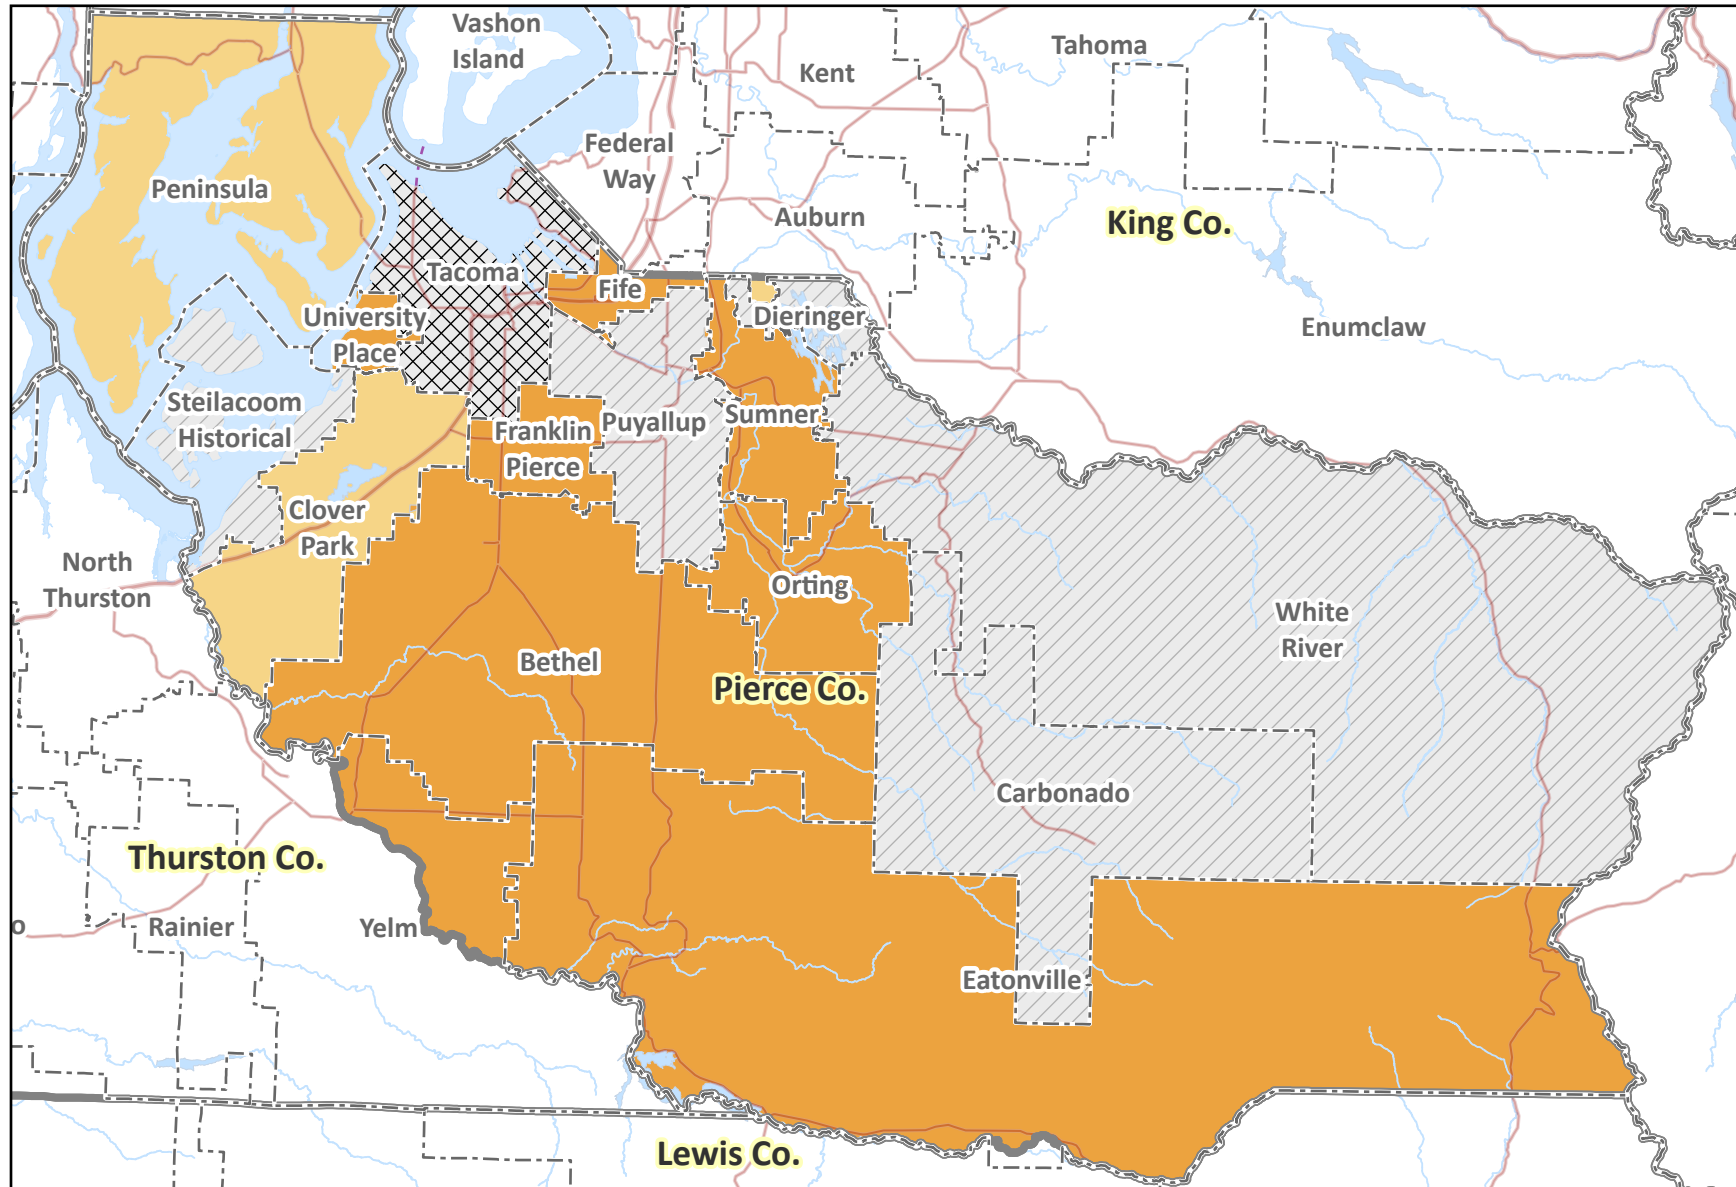 Vashon
Island
Kent
Tahoma
Federal
Way
Peninsula
Auburn
King Co.
Tacoma
Fife
University
Place
Dieringer
Enumclaw
Steilacoom
Historical
Franklin
Pierce
Puyallup
Sumner
Clover
Park
North
Thurston
Orting
White
River
Bethel
Pierce Co.
Carbonado
Thurston Co.
Rainier
Yelm
o
Eatonville
Lewis Co.